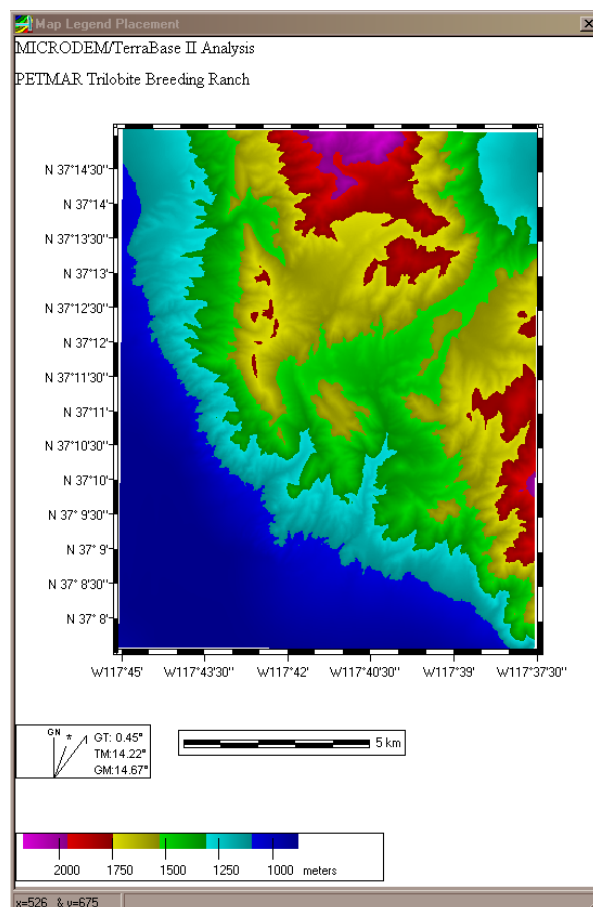 Map Legend Placement
MICRODEM/TerraBase II Analysis
PETMAR Trilobite Breeding Ranch
N 37°14'30"
N 37°14'
N 37°13'30"
N 37°13'
N 37°12'30"
N 37°12'
N 37°11'30"
N 37°11'
N 37°10'30"
N 37°10'
N 37° 9'30"
N 37° 9'
N 37° 8'30"
N 37° 8'
W117°45' W117°43'30" W117°42' W117°40'30" W117°39' W117°37'30"
GN * GT: 0.45°
TM:14.22°
GM:14.67°
5 km
2000 1750 1500 1250 1000 meters
x=526 & y=675